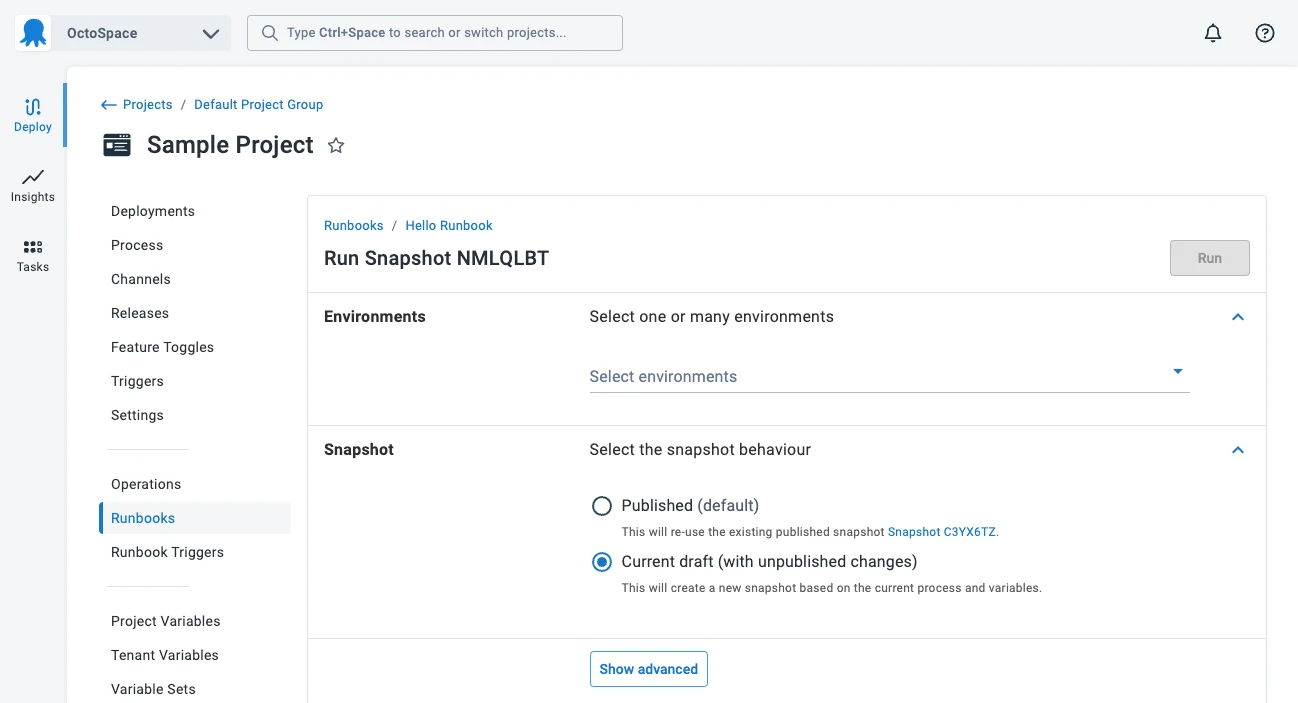 OctoSpace
Type Ctrl+Space to search or switch projects...
Deploy
Insights
Tasks
Projects / Default Project Group
Sample Project
Deployments
Process
Channels
Releases
Feature Toggles
Triggers
Settings
Operations
Runbooks
Runbook Triggers
Project Variables
Tenant Variables
Variable Sets
Runbooks / Hello Runbook
Run Snapshot NMLQLBT
Run
Environments
Select one or many environments
Select environments
Snapshot
Select the snapshot behaviour
Published (default)
This will re-use the existing published snapshot Snapshot C3YX6TZ.
Current draft (with unpublished changes)
This will create a new snapshot based on the current process and variables.
Show advanced